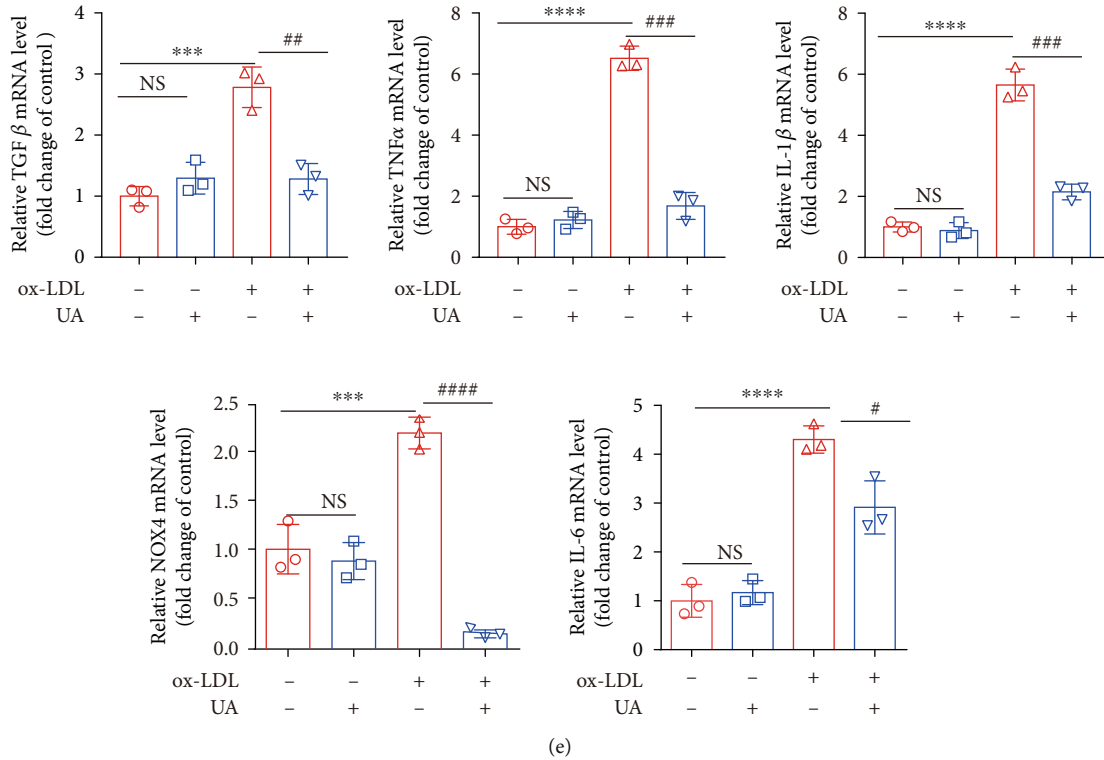 Relative TGF β mRNA level
(fold change of control)
4
3
2
1
0
NS
***
##
ox-LDL – – + +
UA – + – +
Relative TNFα mRNA level
(fold change of control)
8
6
4
2
0
NS
****
###
– – + +
– + – +
Relative IL-1β mRNA level
(fold change of control)
8
6
4
2
0
NS
****
###
ox-LDL – – + +
UA – + – +
Relative NOX4 mRNA level
(fold change of control)
2.5
2.0
1.5
1.0
0.5
0.0
NS
***
####
ox-LDL – – + +
UA – + – +
Relative IL-6 mRNA level
(fold change of control)
5
4
3
2
1
0
NS
****
#
ox-LDL – – + +
UA – + – +
(e)